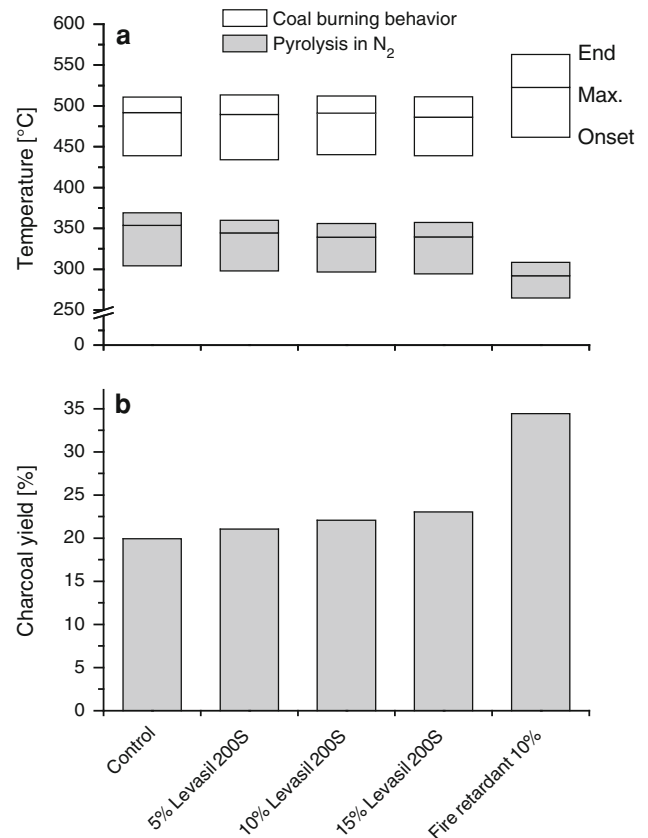 a
Coal burning behavior
Pyrolysis in N2
End
Max.
Onset
Temperature [°C]
600
550
500
450
400
350
300
250
0
b
Charcoal yield [%]
35
30
25
20
15
10
5
0
Control
5% Levasil 200S
10% Levasil 200S
15% Levasil 200S
Fire retardant 10%